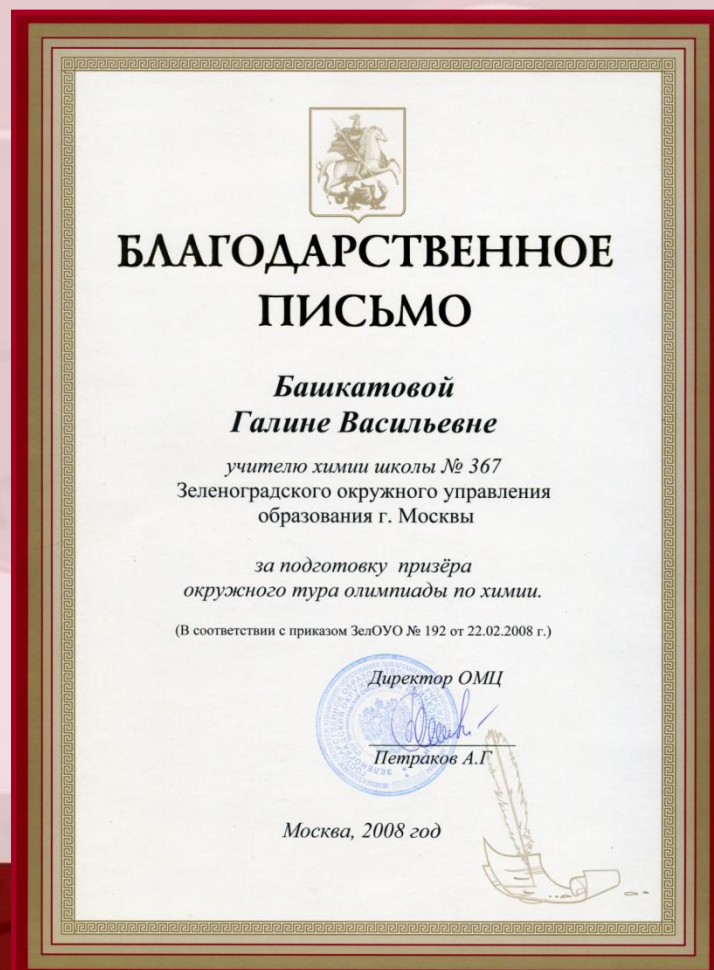 БЛАГОДАРСТВЕННОЕ
ПИСЬМО
Башкатовой
Галине Васильевне
учителю химии школы № 367
Зеленоградского окружного управления
образования г. Москвы
за подготовку призёра
окружного тура олимпиады по химии.
(В соответствии с приказом ЗелОУО № 192 от 22.02.2008 г.)
Директор ОМЦ
Петраков А.Г
Москва, 2008 год